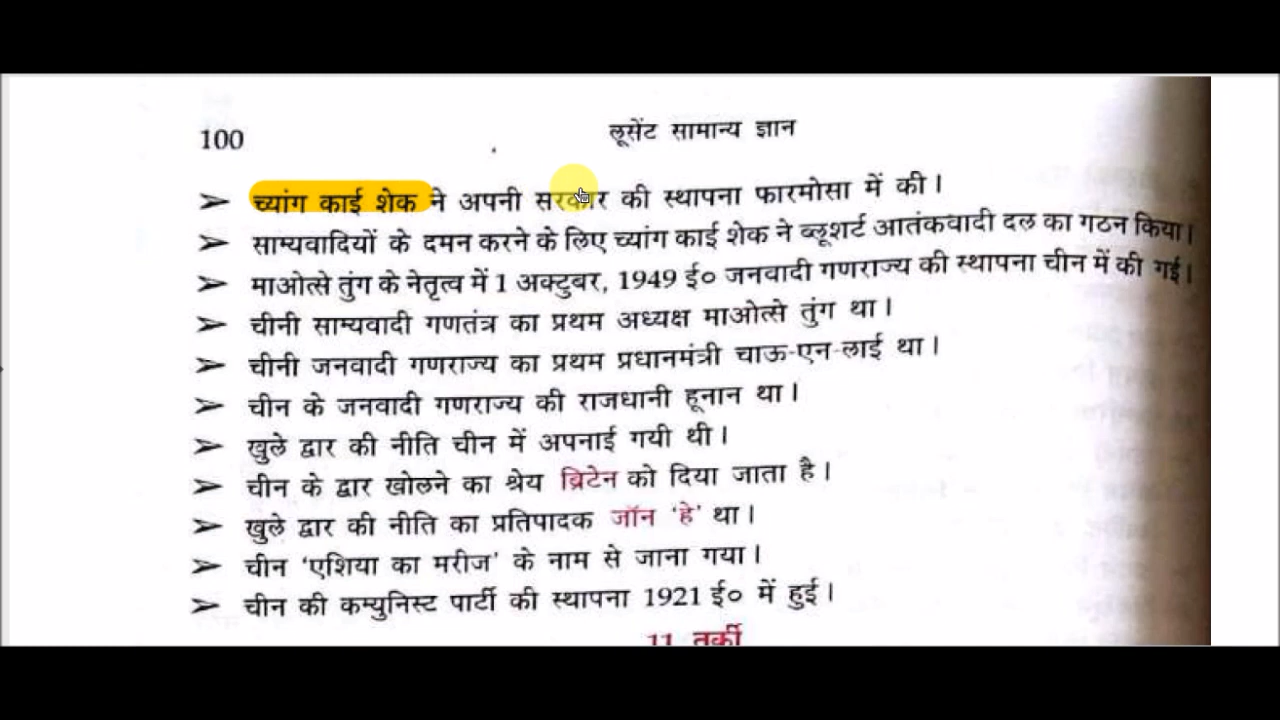 100
लूसेंट सामान्य ज्ञान
➢ च्यांग काई शेक ने अपनी सरकार की स्थापना फारमोसा में की।
➢ साम्यवादियों के दमन करने के लिए च्यांग काई शेक ने ब्लूशर्ट आतंकवादी दल का गठन किया।
➢ माओत्से तुंग के नेतृत्व में 1 अक्टुबर, 1949 ई० जनवादी गणराज्य की स्थापना चीन में की गई।
➢ चीनी साम्यवादी गणतंत्र का प्रथम अध्यक्ष माओत्से तुंग था।
➢ चीनी जनवादी गणराज्य का प्रथम प्रधानमंत्री चाऊ-एन-लाई था।
➢ चीन के जनवादी गणराज्य की राजधानी हूनान था।
➢ खुले द्वार की नीति चीन में अपनाई गयी थी।
➢ चीन के द्वार खोलने का श्रेय ब्रिटेन को दिया जाता है।
➢ खुले द्वार की नीति का प्रतिपादक जॉन 'हे' था।
➢ चीन 'एशिया का मरीज' के नाम से जाना गया।
➢ चीन की कम्युनिस्ट पार्टी की स्थापना 1921 ई० में हुई।
11 तुर्की